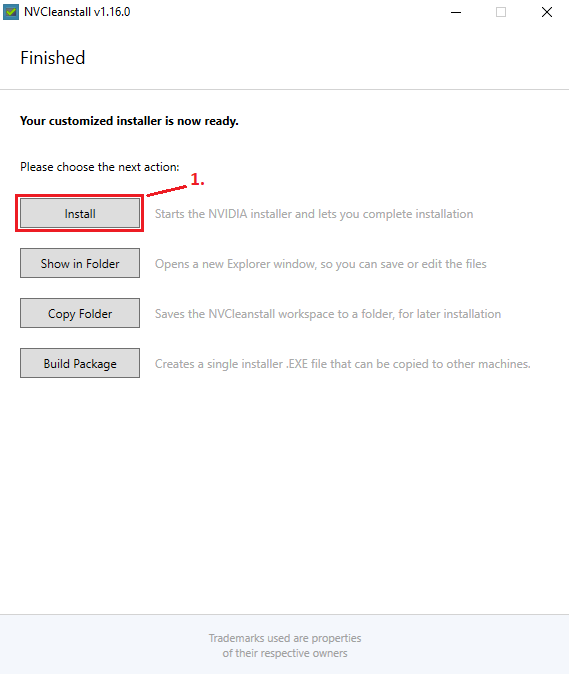 NVCleanstall v1.16.0
Finished
Your customized installer is now ready.
Please choose the next action:
1.
Install
Starts the NVIDIA installer and lets you complete installation
Show in Folder
Opens a new Explorer window, so you can save or edit the files
Copy Folder
Saves the NVCleanstall workspace to a folder, for later installation
Build Package
Creates a single installer .EXE file that can be copied to other machines.
Trademarks used are properties
of their respective owners